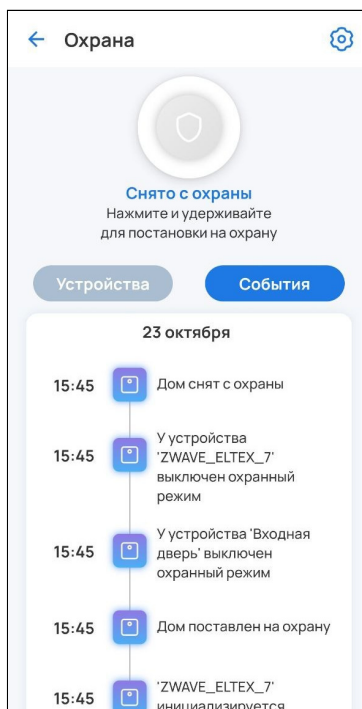 Охрана
Снято с охраны
Нажмите и удерживайте
для постановки на охрану
Устройства
События
23 октября
15:45
Дом снят с охраны
15:45
У устройства
'ZWAVE_ELTEX_7'
выключен охранный
режим
15:45
У устройства 'Входная
дверь' выключен
охранный режим
15:45
Дом поставлен на охрану
15:45
'ZWAVE_ELTEX_7'
инициализируется